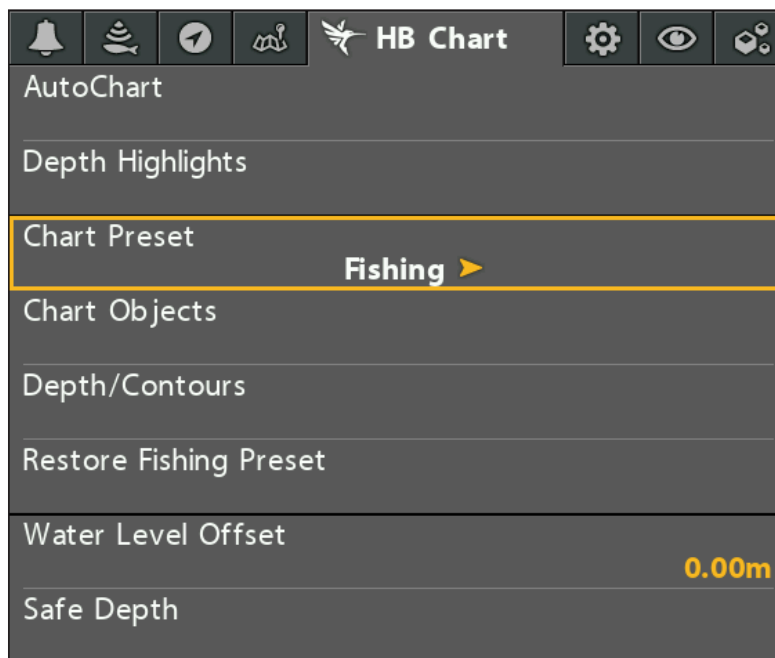 HB Chart
AutoChart
Depth Highlights
Chart Preset
Fishing
Chart Objects
Depth/Contours
Restore Fishing Preset
Water Level Offset
0.00m
Safe Depth